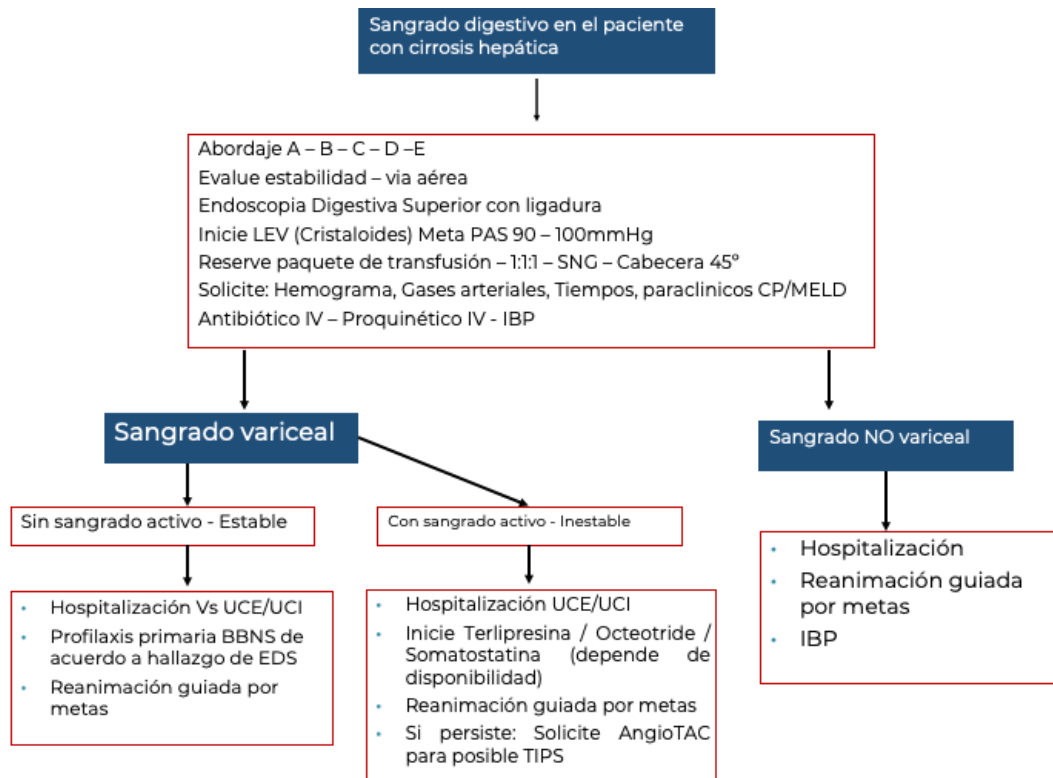 Sangrado digestivo en el paciente
con cirrosis hepática
Abordaje A – B – C – D –E
Evalue estabilidad – via aérea
Endoscopia Digestiva Superior con ligadura
Inicie LEV (Cristaloides) Meta PAS 90 – 100mmHg
Reserve paquete de transfusión – 1:1:1 – SNG – Cabecera 45º
Solicite: Hemograma, Gases arteriales, Tiempos, paraclinicos CP/MELD
Antibiótico IV – Proquinético IV - IBP
Sangrado variceal
Sangrado NO variceal
Sin sangrado activo - Estable
Con sangrado activo - Inestable
• Hospitalización Vs UCE/UCI
• Profilaxis primaria BBNS de
acuerdo a hallazgo de EDS
• Reanimación guiada por
metas
• Hospitalización UCE/UCI
• Inicie Terlipresina / Octeotride /
Somatostatina (depende de
disponibilidad)
• Reanimación guiada por metas
• Si persiste: Solicite AngioTAC
para posible TIPS
• Hospitalización
• Reanimación guiada
por metas
• IBP